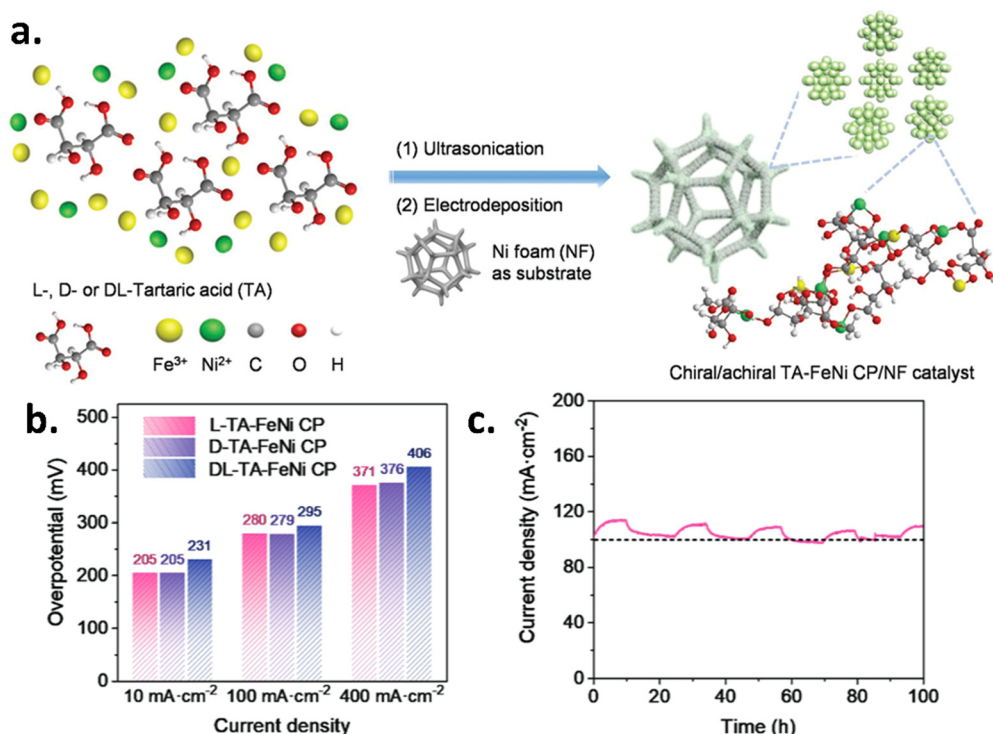 a.
(1) Ultrasonication
(2) Electrodeposition
Ni foam (NF)
as substrate
L-, D- or DL-Tartaric acid (TA)
Fe³⁺ Ni²⁺ C O H
Chiral/achiral TA-FeNi CP/NF catalyst
b.
Overpotential (mV)
500
400
300
200
100
0
L-TA-FeNi CP
D-TA-FeNi CP
DL-TA-FeNi CP
205 205 231
280 279 295
371 376 406
10 mA·cm⁻² 100 mA·cm⁻² 400 mA·cm⁻²
Current density
c.
Current density (mA·cm⁻²)
200
160
120
80
40
0
0 20 40 60 80 100
Time (h)